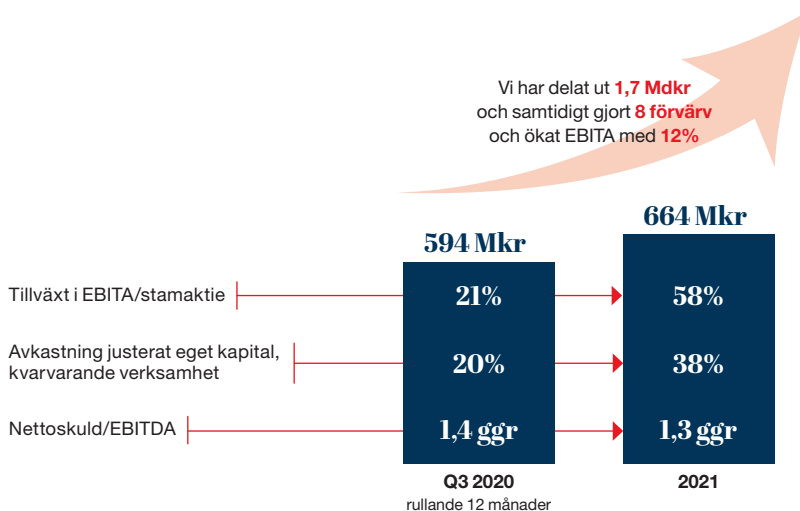 Vi har delat ut 1,7 Mdkr
och samtidigt gjort 8 förvärv
och ökat EBITA med 12%
594 Mkr
664 Mkr
Tillväxt i EBITA/stamaktie
21%
58%
Avkastning justerat eget kapital,
kvarvarande verksamhet
20%
38%
Nettoskuld/EBITDA
1,4 ggr
1,3 ggr
Q3 2020
rullande 12 månader
2021